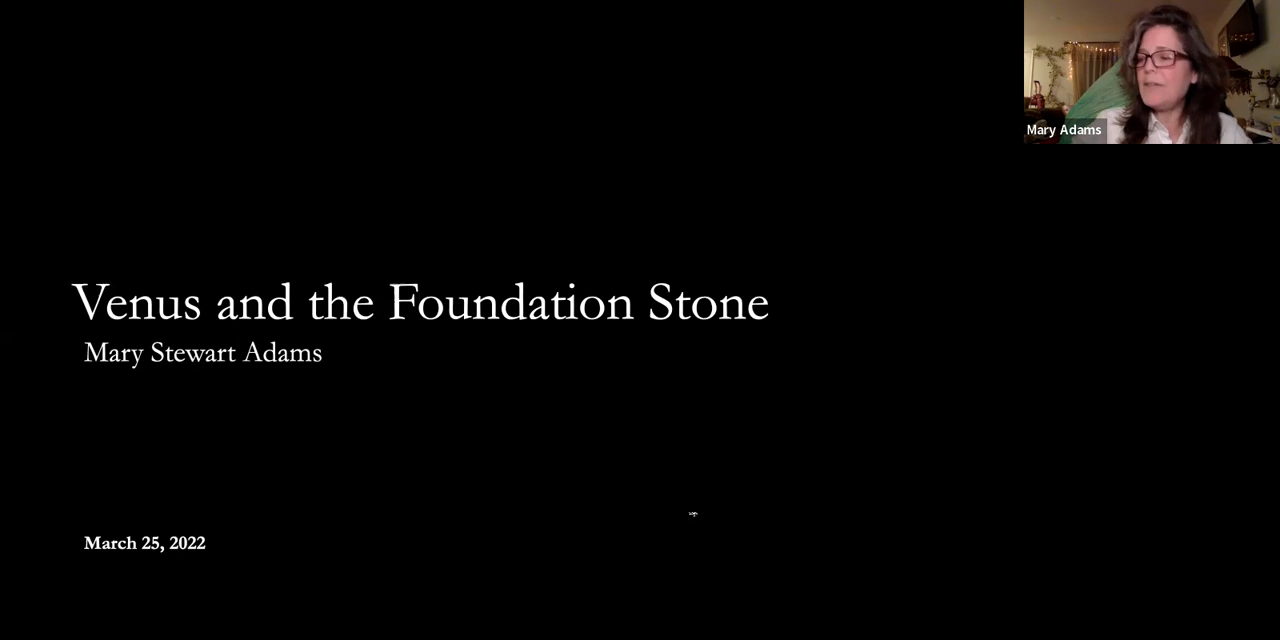 Mary Adams
Venus and the Foundation Stone
Mary Stewart Adams
March 25, 2022